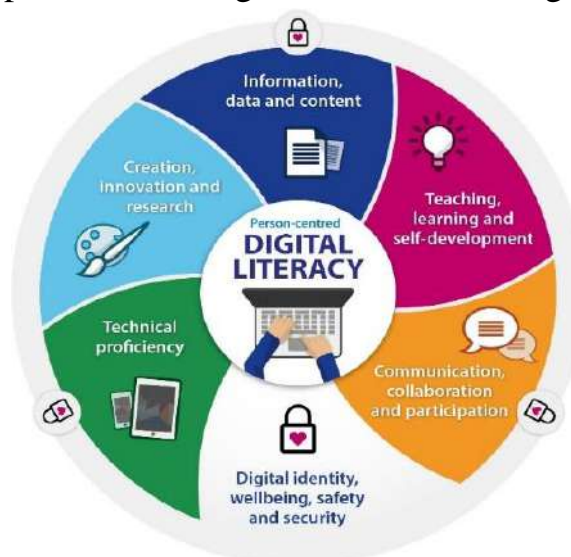 Information,
data and content
Teaching,
learning and
self-development
Communication,
collaboration
and participation
Digital identity,
wellbeing, safety
and security
Technical
proficiency
Creation,
innovation and
research
Person-centred
DIGITAL
LITERACY